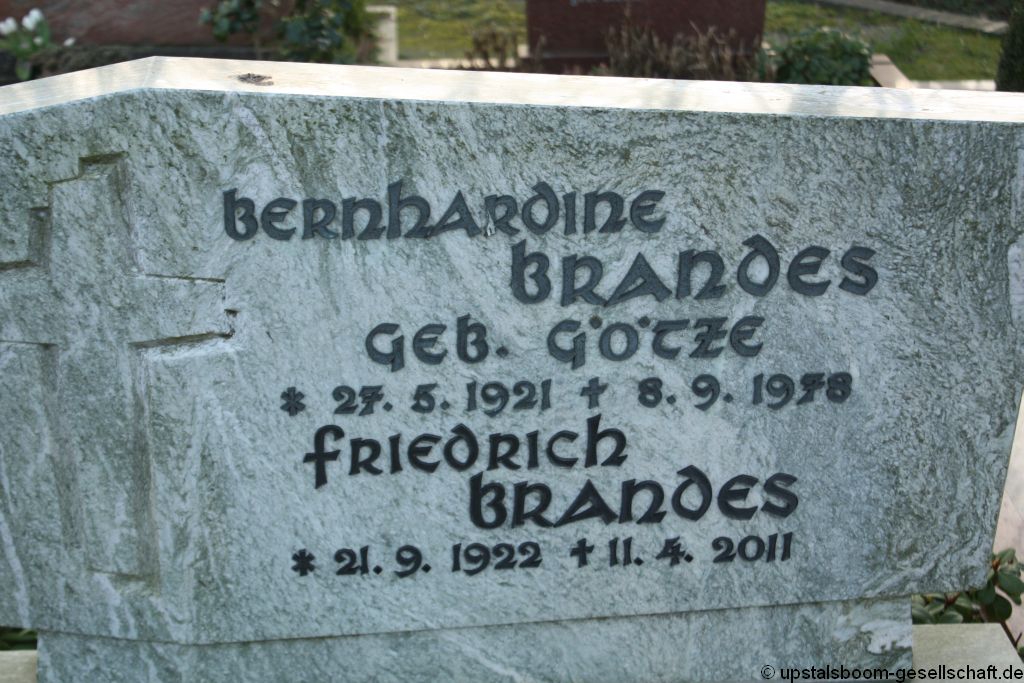 Bernhardine
Brandes
geb. Götze
* 27. 5. 1921 † 8. 9. 1978
Friedrich
Brandes
* 21. 9. 1922 † 11. 4. 2011
© upstalsboom-gesellschaft.de